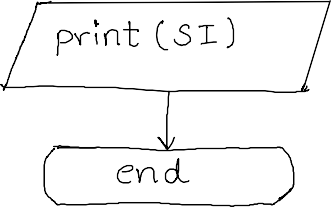 print (SI)
end